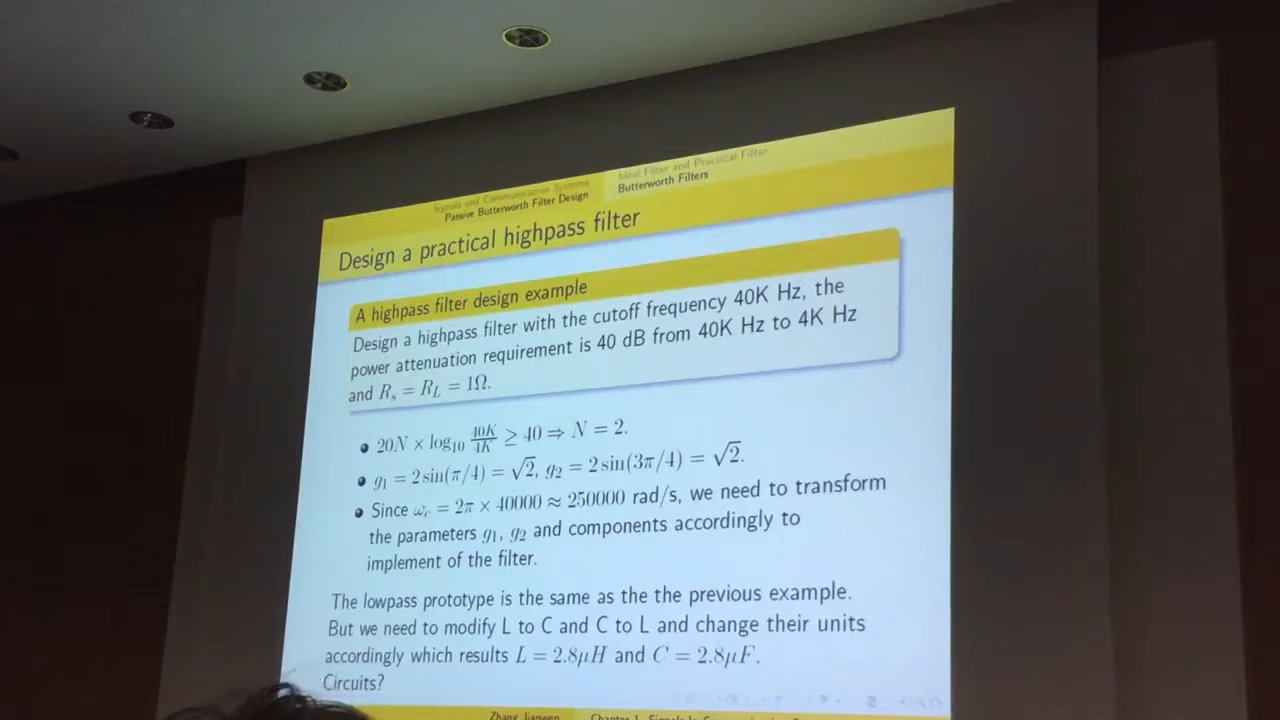 Signals and Communication Systems
Passive Butterworth Filter Design
Ideal Filter and Practical Filter
Butterworth Filters
Design a practical highpass filter
A highpass filter design example
Design a highpass filter with the cutoff frequency 40K Hz, the
power attenuation requirement is 40 dB from 40K Hz to 4K Hz
and Rₛ = R_L = 1Ω.
• 20N × log₁₀ 40K/4K ≥ 40 ⇒ N = 2.
• g₁ = 2 sin(π/4) = √2, g₂ = 2 sin(3π/4) = √2.
• Since ω_c = 2π × 40000 ≈ 250000 rad/s, we need to transform
the parameters g₁, g₂ and components accordingly to
implement of the filter.
The lowpass prototype is the same as the the previous example.
But we need to modify L to C and C to L and change their units
accordingly which results L = 2.8μH and C = 2.8μF.
Circuits?
Zhang Jianwen
Chapter 1. Signals In